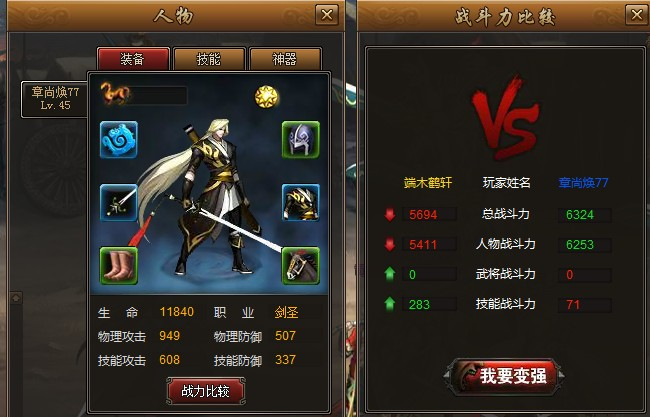 人物
装备 技能 神器
章尚焕77
Lv. 45
生 命 11840 职 业 剑圣
物理攻击 949 物理防御 507
技能攻击 608 技能防御 337
战力比较
战斗力比较
VS
端木鹤轩 玩家姓名 章尚焕77
5694 总战斗力 6324
5411 人物战斗力 6253
0 武将战斗力 0
283 技能战斗力 71
我要变强